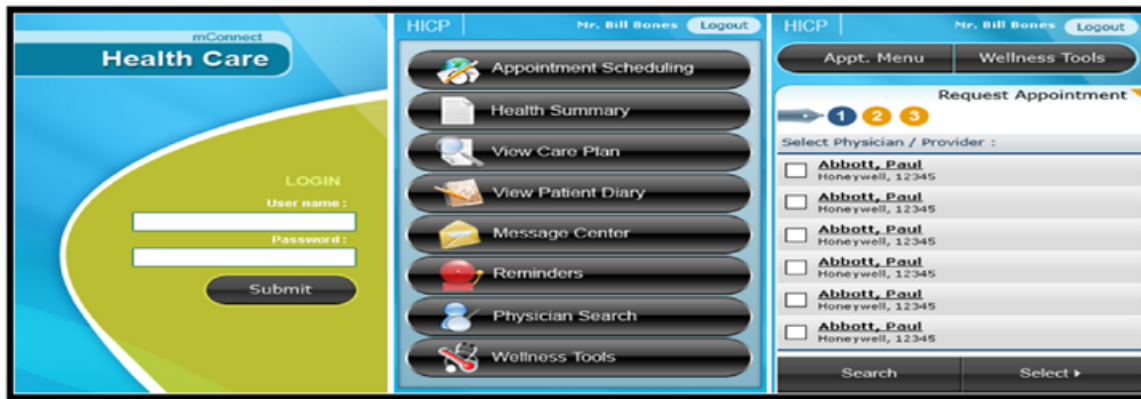 mConnect
Health Care
LOGIN
User name :
Password :
Submit
HICP
Mr. Bill Bones
Logout
Appointment Scheduling
Health Summary
View Care Plan
View Patient Diary
Message Center
Reminders
Physician Search
Wellness Tools
HICP
Mr. Bill Bones
Logout
Appt. Menu
Wellness Tools
Request Appointment
1 2 3
Select Physician / Provider :
Abbott, Paul
Honeywell, 12345
Abbott, Paul
Honeywell, 12345
Abbott, Paul
Honeywell, 12345
Abbott, Paul
Honeywell, 12345
Abbott, Paul
Honeywell, 12345
Abbott, Paul
Honeywell, 12345
Search
Select